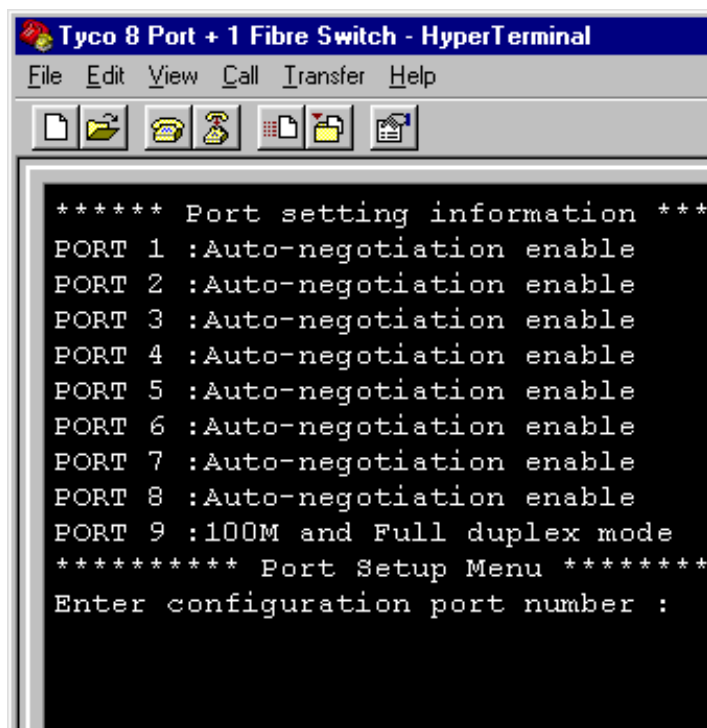 Tyco 8 Port + 1 Fibre Switch - HyperTerminal
File Edit View Call Transfer Help
****** Port setting information ***
PORT 1 :Auto-negotiation enable
PORT 2 :Auto-negotiation enable
PORT 3 :Auto-negotiation enable
PORT 4 :Auto-negotiation enable
PORT 5 :Auto-negotiation enable
PORT 6 :Auto-negotiation enable
PORT 7 :Auto-negotiation enable
PORT 8 :Auto-negotiation enable
PORT 9 :100M and Full duplex mode
********** Port Setup Menu ********
Enter configuration port number :